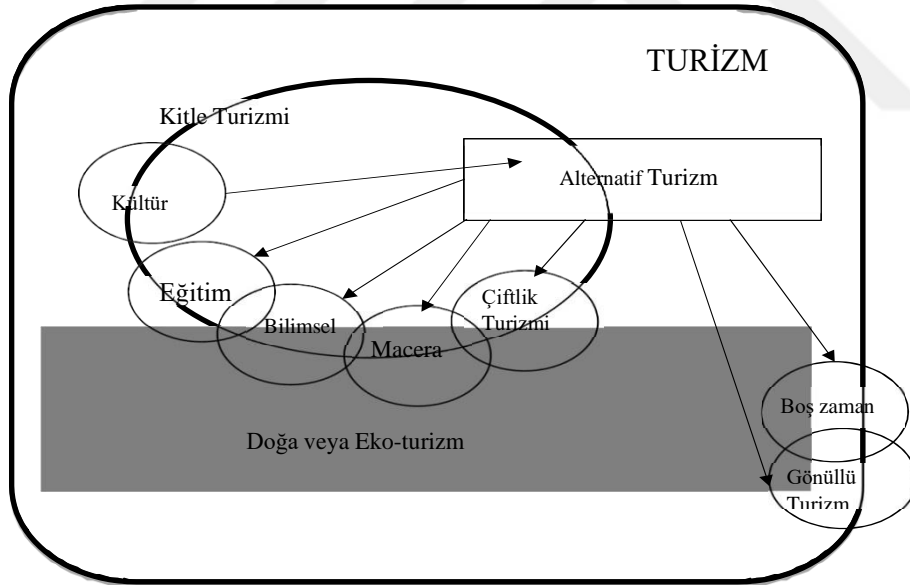 TURİZM
Kitle Turizmi
Alternatif Turizm
Kültür
Eğitim
Bilimsel
Macera
Çiftlik
Turizmi
Doğa veya Eko-turizm
Boş zaman
Gönüllü
Turizm